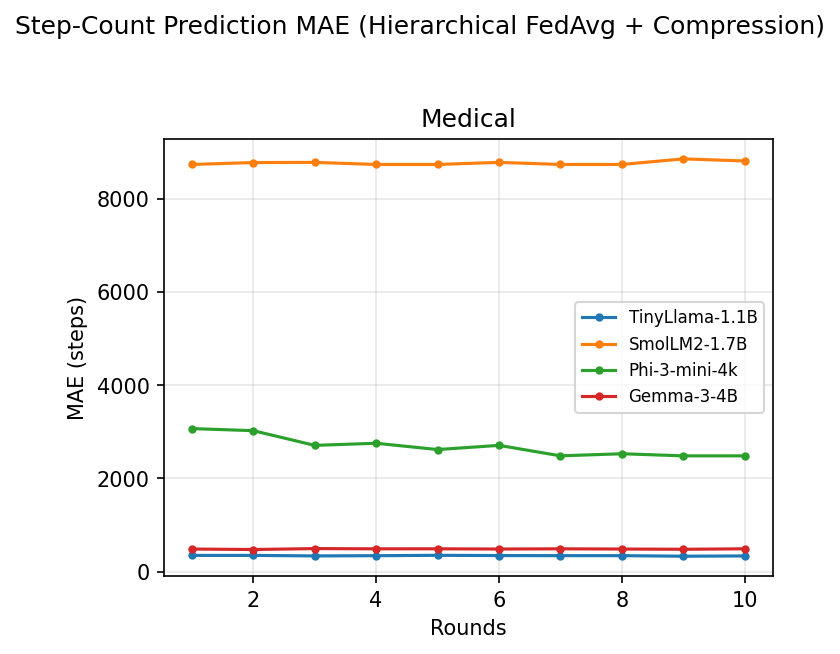 Step-Count Prediction MAE (Hierarchical FedAvg + Compression)
Medical
MAE (steps)
8000
6000
4000
2000
0
TinyLlama-1.1B
SmolLM2-1.7B
Phi-3-mini-4k
Gemma-3-4B
2 4 6 8 10
Rounds